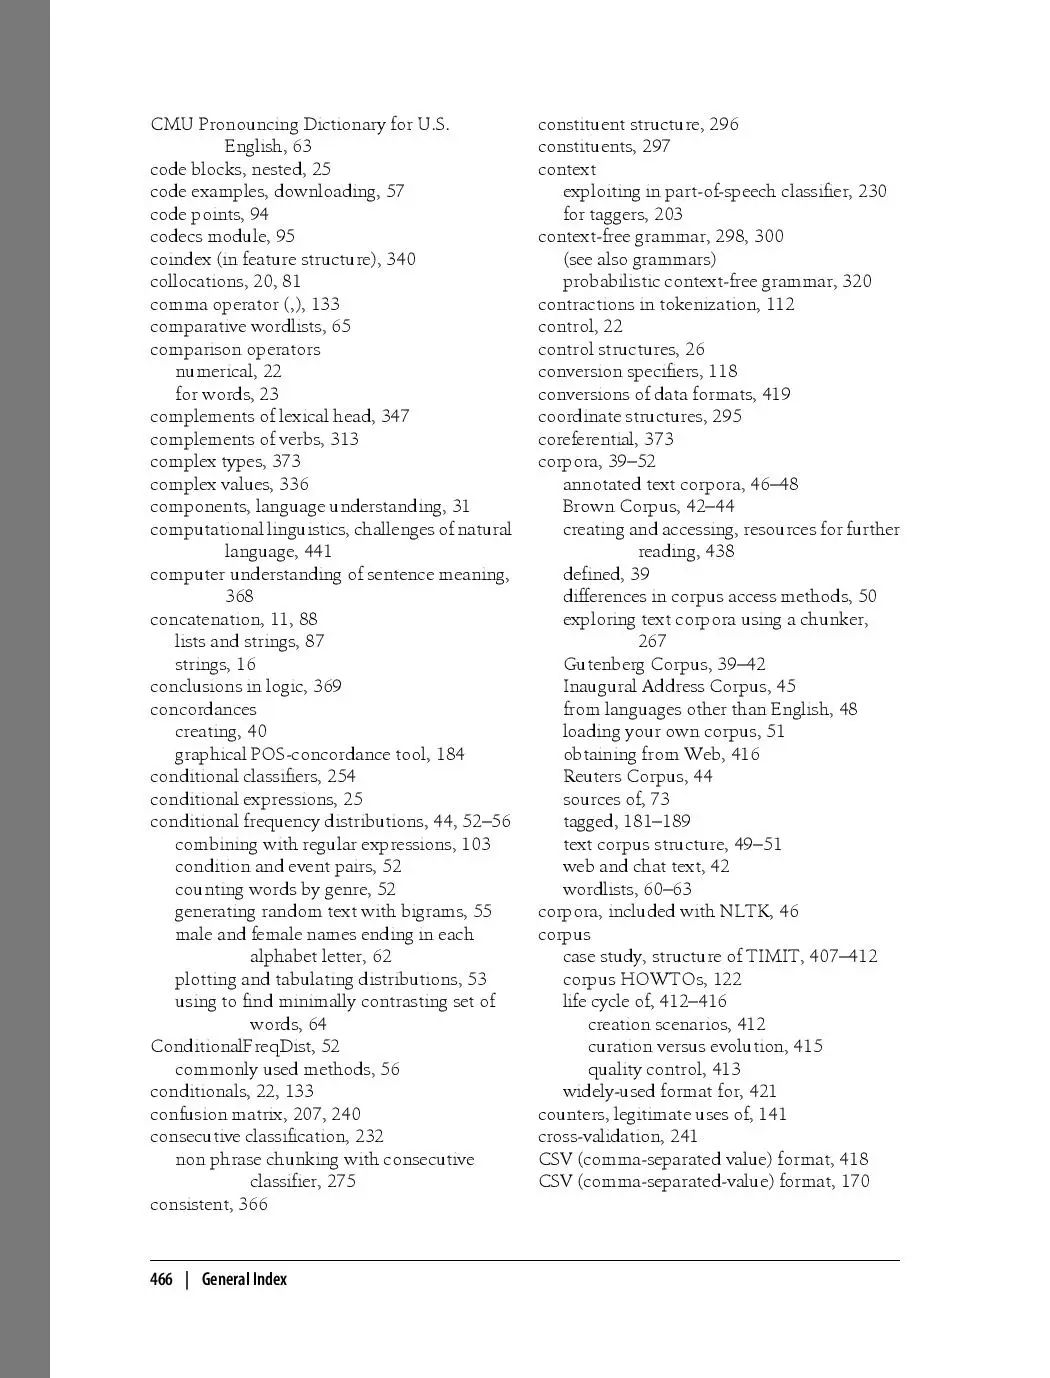 CMU Pronouncing Dictionary for U.S.
English, 63
code blocks, nested, 25
code examples, downloading, 57
code points, 94
codecs module, 95
coindex (in feature structure), 340
collocations, 20, 81
comma operator (,), 133
comparative wordlists, 65
comparison operators
numerical, 22
for words, 23
complements of lexical head, 347
complements of verbs, 313
complex types, 373
complex values, 336
components, language understanding, 31
computational linguistics, challenges of natural
language, 441
computer understanding of sentence meaning,
368
concatenation, 11, 88
lists and strings, 87
strings, 16
conclusions in logic, 369
concordances
creating, 40
graphical POS-concordance tool, 184
conditional classifiers, 254
conditional expressions, 25
conditional frequency distributions, 44, 52–56
combining with regular expressions, 103
condition and event pairs, 52
counting words by genre, 52
generating random text with bigrams, 55
male and female names ending in each
alphabet letter, 62
plotting and tabulating distributions, 53
using to find minimally contrasting set of
words, 64
ConditionalFreqDist, 52
commonly used methods, 56
conditionals, 22, 133
confusion matrix, 207, 240
consecutive classification, 232
non phrase chunking with consecutive
classifier, 275
consistent, 366
constituent structure, 296
constituents, 297
context
exploiting in part-of-speech classifier, 230
for taggers, 203
context-free grammar, 298, 300
(see also grammars)
probabilistic context-free grammar, 320
contractions in tokenization, 112
control, 22
control structures, 26
conversion specifiers, 118
conversions of data formats, 419
coordinate structures, 295
coreferential, 373
corpora, 39–52
annotated text corpora, 46–48
Brown Corpus, 42–44
creating and accessing, resources for further
reading, 438
defined, 39
differences in corpus access methods, 50
exploring text corpora using a chunker,
267
Gutenberg Corpus, 39–42
Inaugural Address Corpus, 45
from languages other than English, 48
loading your own corpus, 51
obtaining from Web, 416
Reuters Corpus, 44
sources of, 73
tagged, 181–189
text corpus structure, 49–51
web and chat text, 42
wordlists, 60–63
corpora, included with NLTK, 46
corpus
case study, structure of TIMIT, 407–412
corpus HOWTOs, 122
life cycle of, 412–416
creation scenarios, 412
curation versus evolution, 415
quality control, 413
widely-used format for, 421
counters, legitimate uses of, 141
cross-validation, 241
CSV (comma-separated value) format, 418
CSV (comma-separated-value) format, 170
466 | General Index